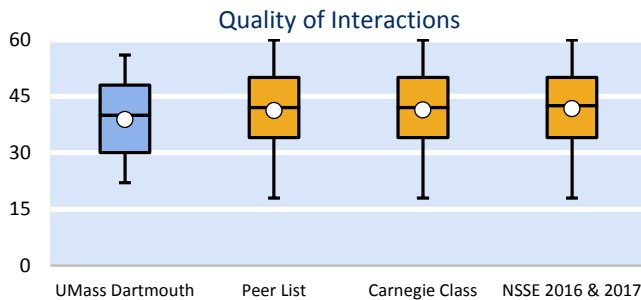 Quality of Interactions
60
45
30
15
0
UMass Dartmouth Peer List Carnegie Class NSSE 2016 & 2017